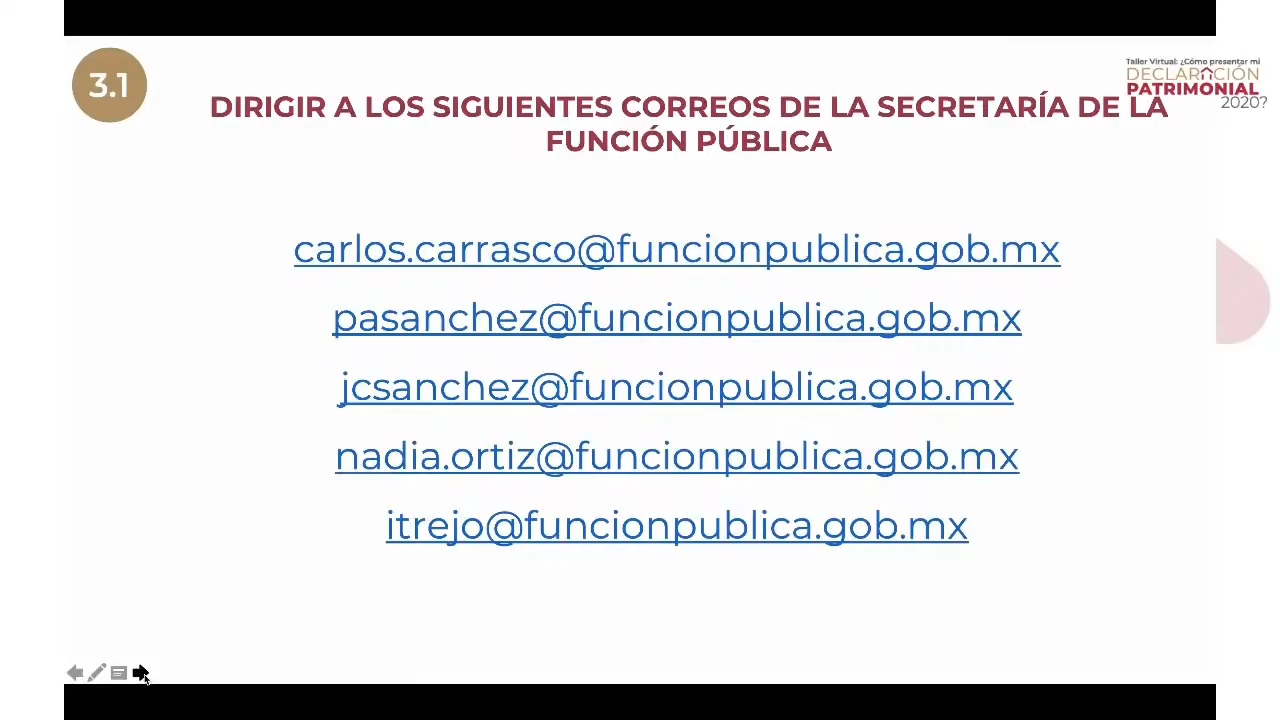 3.1
Taller Virtual: ¿Cómo presentar mi
DECLARACIÓN
PATRIMONIAL
2020?
DIRIGIR A LOS SIGUIENTES CORREOS DE LA SECRETARÍA DE LA
FUNCIÓN PÚBLICA
carlos.carrasco@funcionpublica.gob.mx
pasanchez@funcionpublica.gob.mx
jcsanchez@funcionpublica.gob.mx
nadia.ortiz@funcionpublica.gob.mx
itrejo@funcionpublica.gob.mx